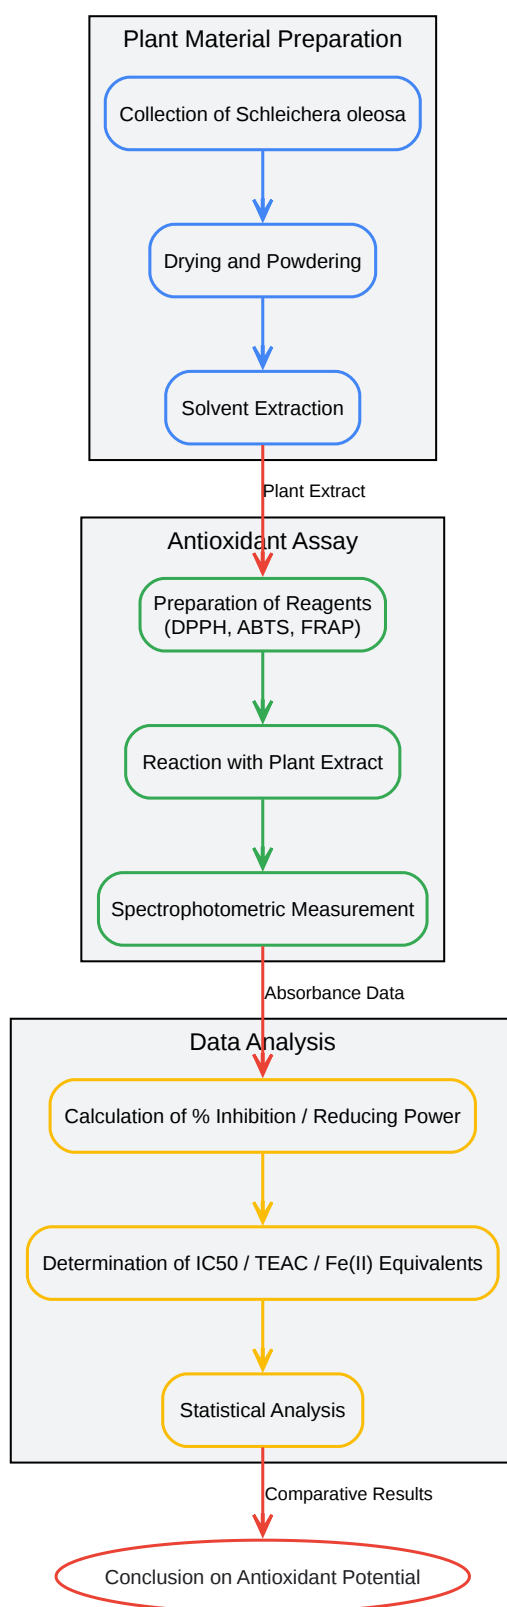 Plant Material Preparation
Collection of Schleichera oleosa
Drying and Powdering
Solvent Extraction
Plant Extract
Antioxidant Assay
Preparation of Reagents
(DPPH, ABTS, FRAP)
Reaction with Plant Extract
Spectrophotometric Measurement
Absorbance Data
Data Analysis
Calculation of % Inhibition / Reducing Power
Determination of IC50 / TEAC / Fe(II) Equivalents
Statistical Analysis
Comparative Results
Conclusion on Antioxidant Potential